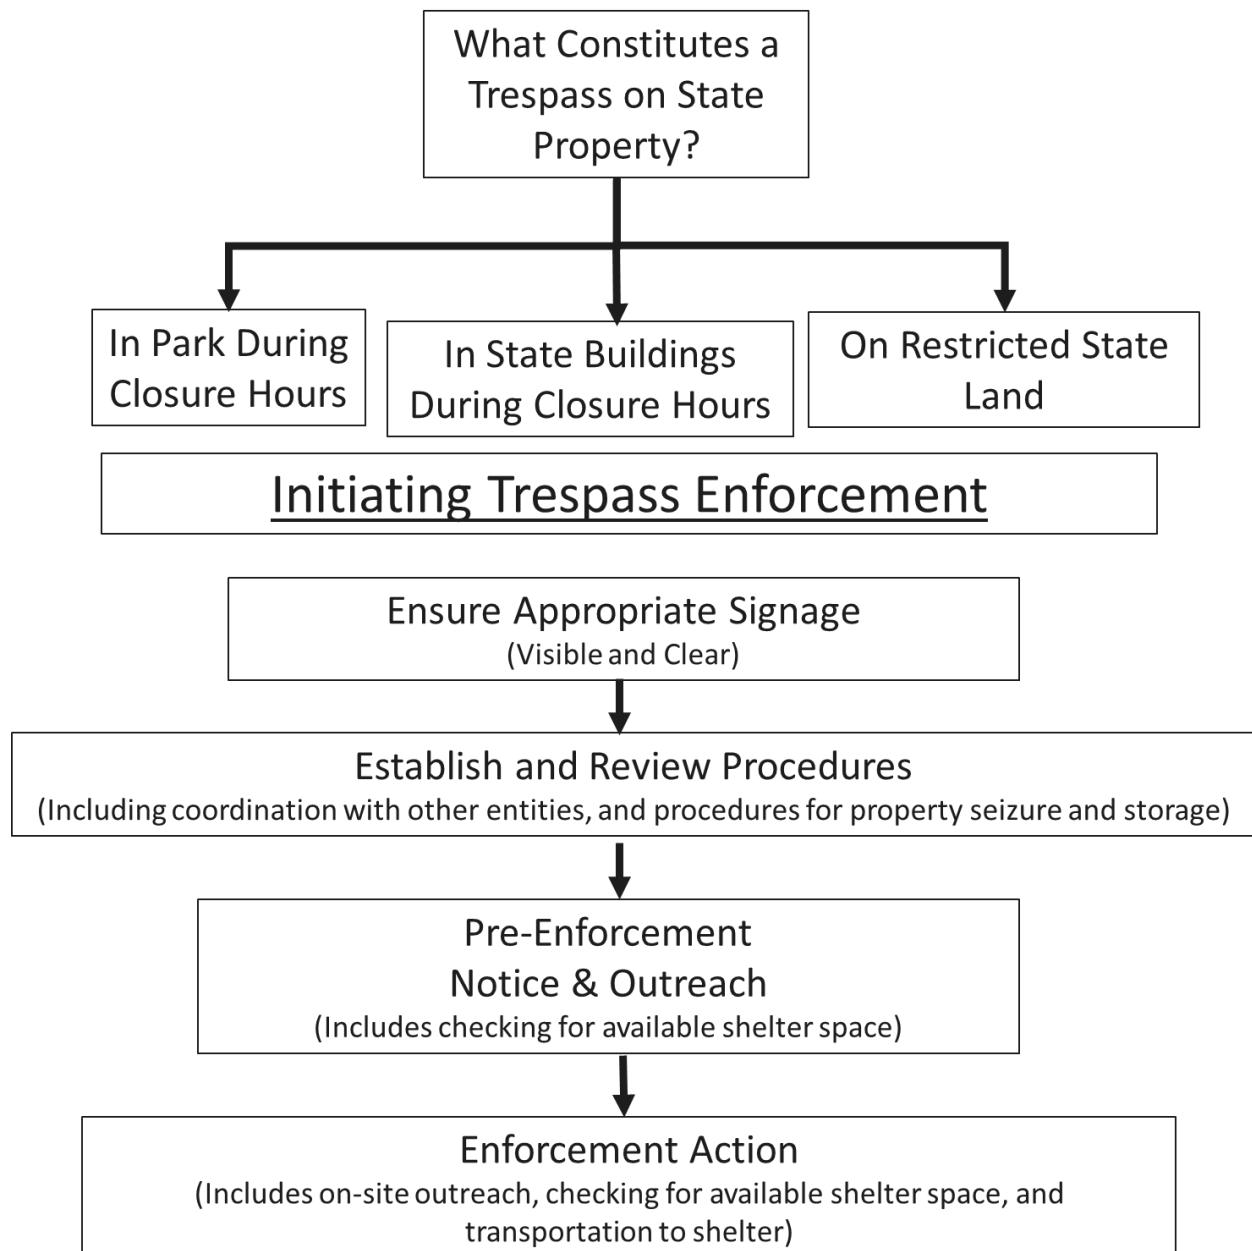 What Constitutes a
Trespass on State
Property?
In Park During
Closure Hours
In State Buildings
During Closure Hours
On Restricted State
Land
Initiating Trespass Enforcement
Ensure Appropriate Signage
(Visible and Clear)
Establish and Review Procedures
(Including coordination with other entities, and procedures for property seizure and storage)
Pre-Enforcement
Notice & Outreach
(Includes checking for available shelter space)
Enforcement Action
(Includes on-site outreach, checking for available shelter space, and
transportation to shelter)